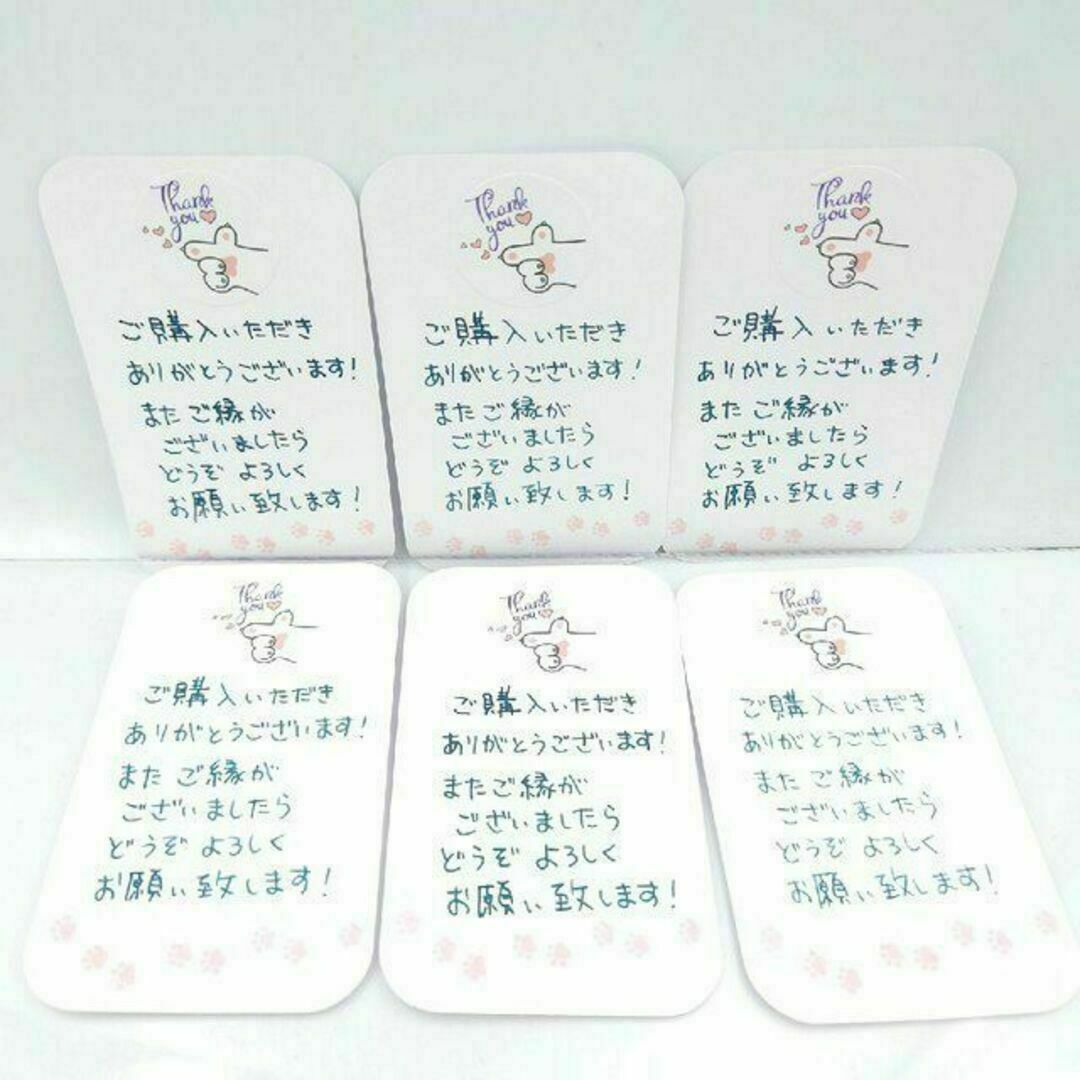 Thank
you
ご購入いただき
ありがとうございます!
またご縁が
ございましたら
どうぞ よろしく
お願い致します!
Thank
you
ご購入いただき
ありがとうございます!
またご縁が
ございましたら
どうぞ よろしく
お願い致します!
Thank
you
ご購入いただき
ありがとうございます!
また ご縁が
ございましたら
どうぞ よろしく
お願い致します!
Thank
you
ご購入いただき
ありがとうございます!
また ご縁が
ございましたら
どうぞ よろしく
お願い致します!
Thank
you
ご購入いただき
ありがとうございます!
またご縁が
ございましたら
どうぞ よろしく
お願い致します!
Thank
you
ご購入いただき
ありがとうございます!
また ご縁が
ございましたら
どうぞ よろしく
お願い致します!